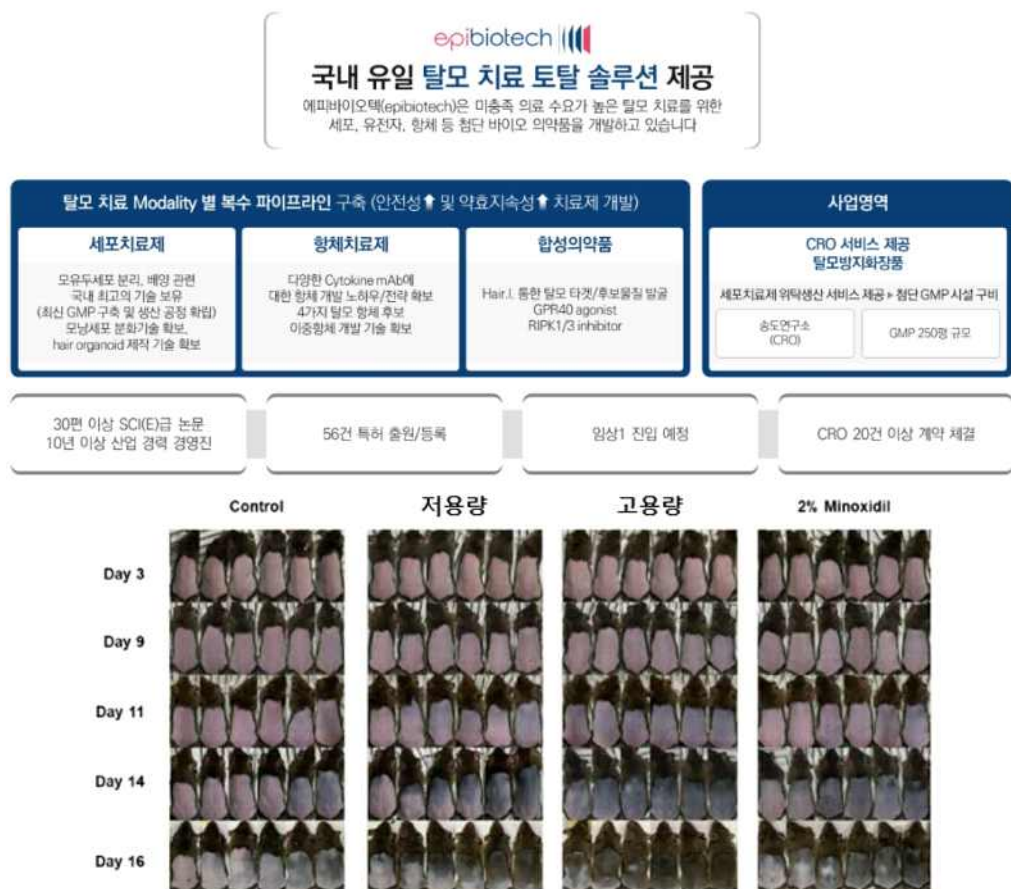 epibiotech
국내 유일 탈모 치료 토탈 솔루션 제공
에피바이오텍(epibiotech)은 미충족 의료 수요가 높은 탈모 치료를 위한
세포, 유전자, 항체 등 첨단 바이오 의약품을 개발하고 있습니다
탈모 치료 Modality 별 복수 파이프라인 구축 (안전성⬆ 및 약효지속성⬆ 치료제 개발)
세포치료제
모유두세포 분리, 배양 관련
국내 최고의 기술 보유
(최신 GMP 구축 및 생산 공정 확립)
모낭세포 분화기술 확보,
hair organoid 제작 기술 확보
항체치료제
다양한 Cytokine mAb에
대한 항체 개발 노하우/전략 확보
4가지 탈모 항체 후보
이중항체 개발 기술 확보
합성의약품
Hair.I. 통한 탈모 타겟/후보물질 발굴
GPR40 agonist
RIPK1/3 inhibitor
사업영역
CRO 서비스 제공
탈모방지화장품
세포치료제 위탁생산 서비스 제공 » 첨단 GMP 시설 구비
송도연구소
(CRO)
GMP 250평 규모
30편 이상 SCI(E)급 논문
10년 이상 산업 경력 경영진
56건 특허 출원/등록
임상1 진입 예정
CRO 20건 이상 계약 체결
Control 저용량 고용량 2% Minoxidil
Day 3
Day 9
Day 11
Day 14
Day 16